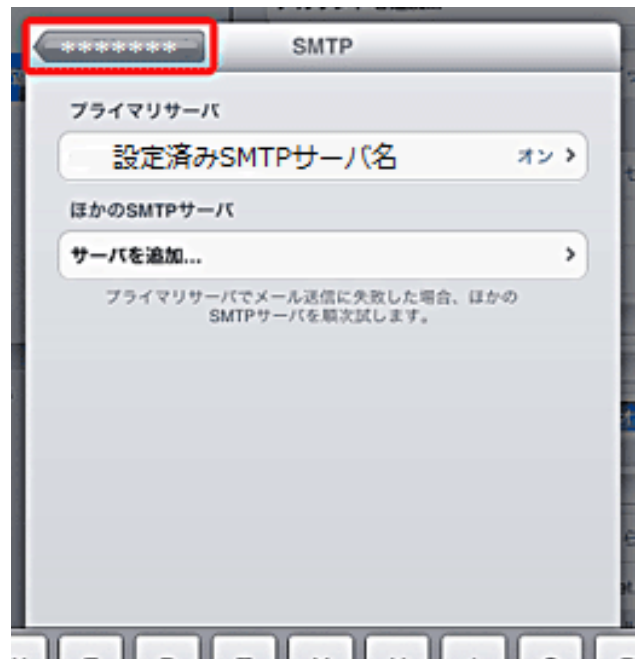 *******
SMTP
プライマリサーバ
設定済みSMTPサーバ名 オン
ほかのSMTPサーバ
サーバを追加...
プライマリサーバでメール送信に失敗した場合、ほかの
SMTPサーバを順次試します。